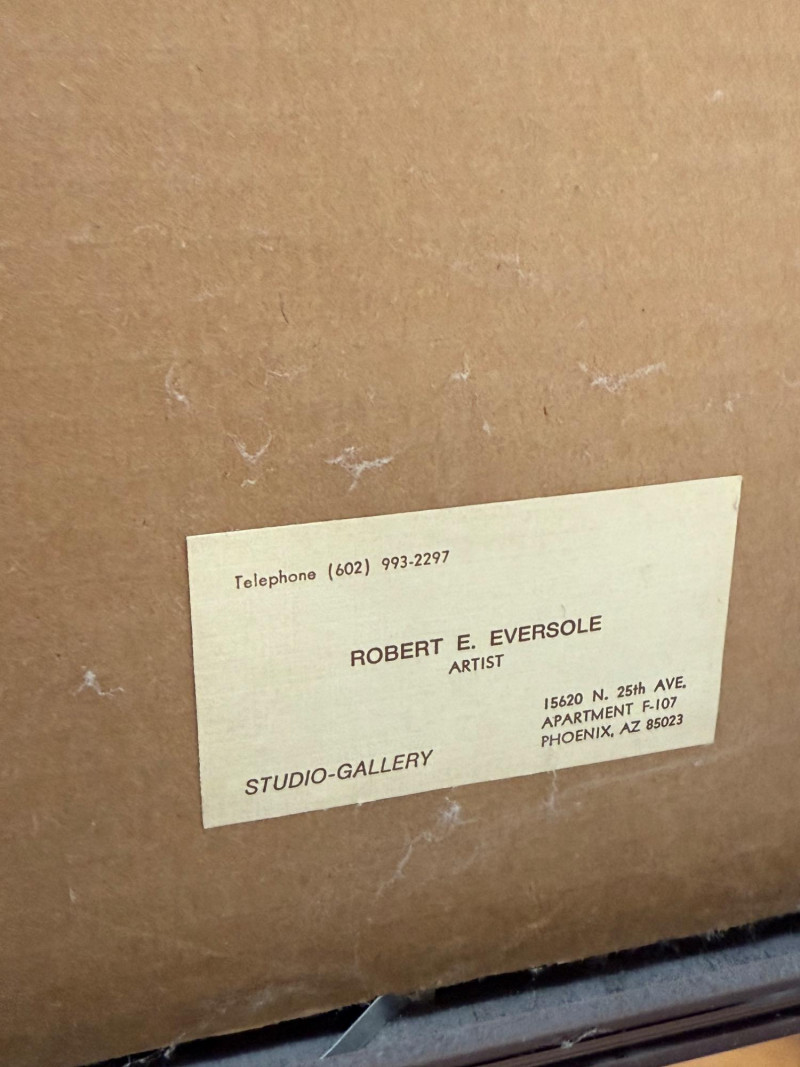 Telephone (602) 993-2297
ROBERT E. EVERSOLE
ARTIST
15620 N. 25th AVE.
APARTMENT F-107
PHOENIX, AZ 85023
STUDIO-GALLERY